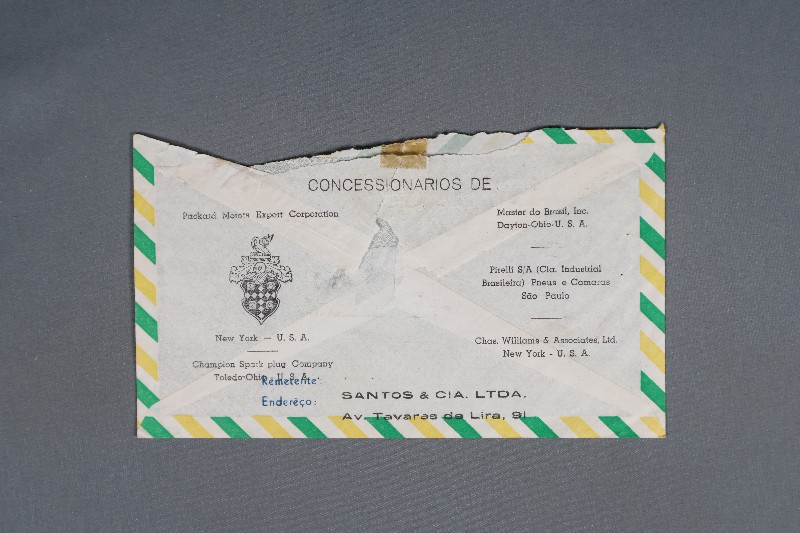 CONCESSIONARIOS DE
Packard Motors Export Corporation
New York — U. S. A.
Champion Spark plug Company
Toledo-Ohio U. S. A.
Master do Brasil, Inc.
Dayton-Ohio-U. S. A.
Pirelli S/A (Cia. Industrial
Brasileira) Pneus e Camaras
São Paulo
Chas. Williams & Associates, Ltd.
New York - U. S. A.
Remetente:
Endereço:
SANTOS & CIA. LTDA.
Av. Tavares de Lira, 91